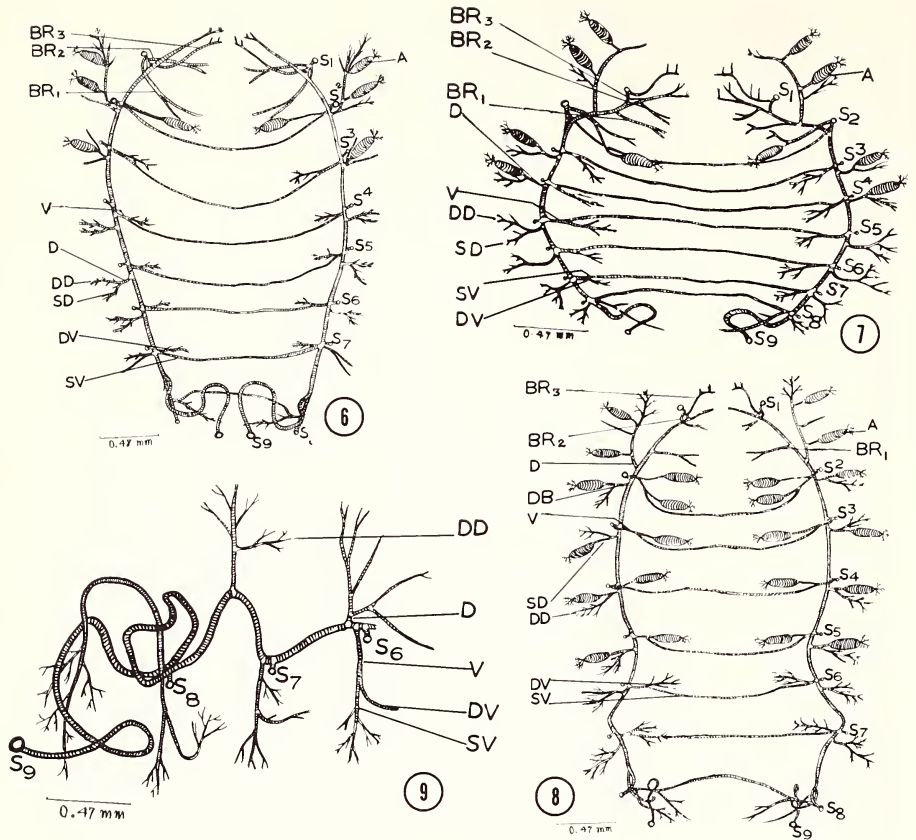 BR3
BR2
BR1
V
D
DD
SD
DV
SV
S1
A
S2
S3
S4
S5
S6
S7
S9
S
0.47 mm
6
BR3
BR2
BR1
D
V
DD
SD
SV
DV
A
S1
S2
S3
S4
S5
S6
S7
S8
S9
0.47 mm
7
DD
D
S6
V
DV
SV
S7
S8
S9
0.47 mm
9
BR3
BR2
D
DB
V
SD
DD
DV
SV
S1
A
BR1
S2
S3
S4
S5
S6
S7
S8
S9
0.47 mm
8